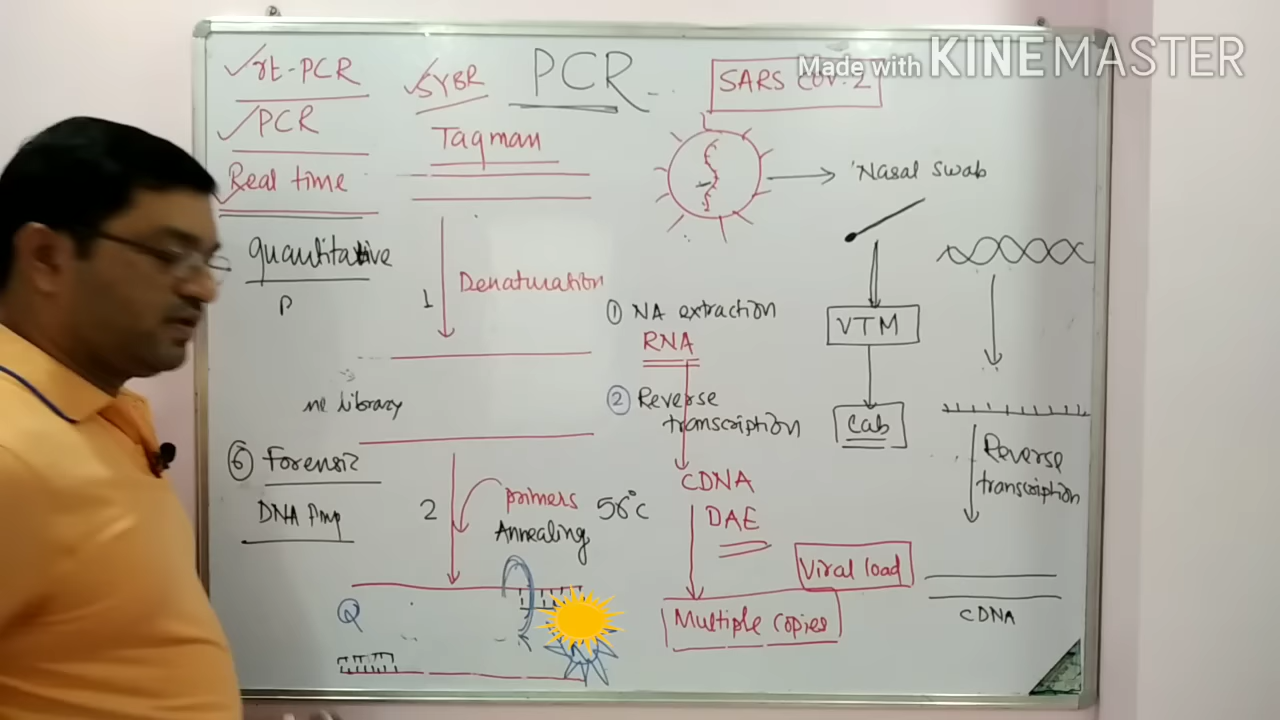 Made with KINEMASTER
rt-PCR
PCR
Real time
quantitative
P
SYBR
Taqman
PCR
SARS COV-2
Nasal swab
VTM
Lab
1
Denaturation
① NA extraction
RNA
② Reverse
transcription
CDNA
DAE
Multiple copies
Viral load
ne library
⑥ Forensic
DNA Amp
2
primers 56°C
Annealing
Q
Reverse
transcription
CDNA